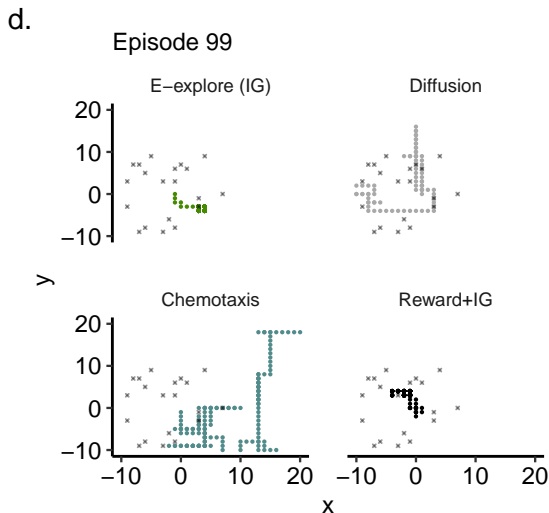 d.
Episode 99
E−explore (IG)
Diffusion
20
10
0
−10
y
Chemotaxis
Reward+IG
20
10
0
−10
−10 0 10 20 −10 0 10 20
x